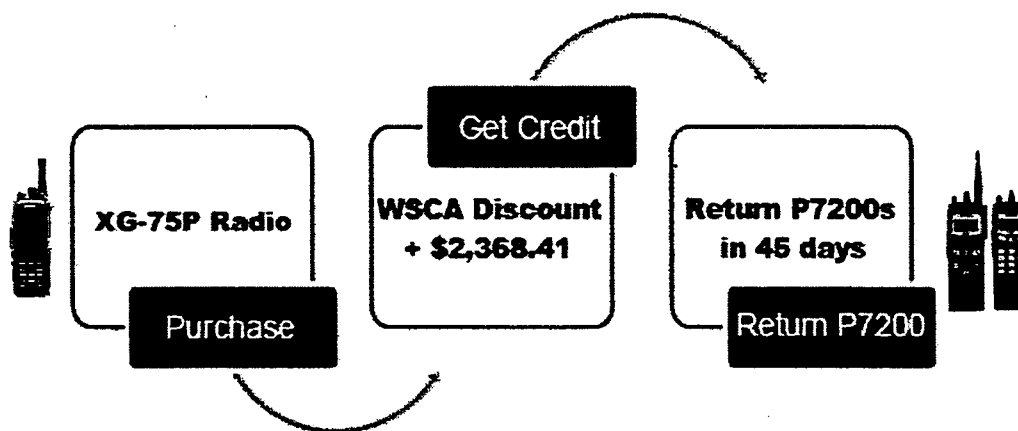 XG-75P Radio
Purchase
Get Credit
WSCA Discount
+ $2,368.41
Return P7200s
in 45 days
Return P7200